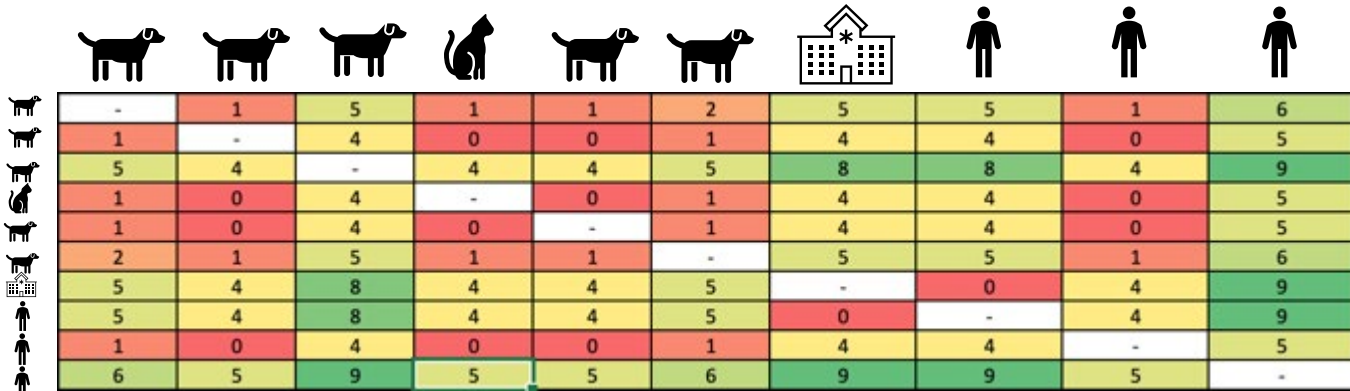 - 1 5 1 1 2 5 5 1 6
1 - 4 0 0 1 4 4 0 5
5 4 - 4 4 5 8 8 4 9
1 0 4 - 0 1 4 4 0 5
1 0 4 0 - 1 4 4 0 5
2 1 5 1 1 - 5 5 1 6
5 4 8 4 4 5 - 0 4 9
5 4 8 4 4 5 0 - 4 9
1 0 4 0 0 1 4 4 - 5
6 5 9 5 5 6 9 9 5 -